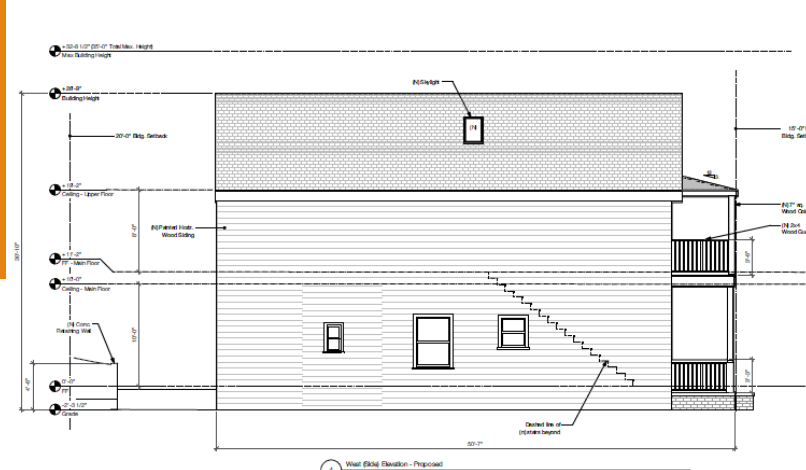 +32-8 1/2" (35'-0" Total Max. Height)
Max Building Height
(N) Skylight
+28'-9"
Building Height
20'-0" Bldg. Setback
15'-0"
Bldg. Set
(N)
+19'-2"
Ceiling - Upper Floor
(N) 7" sq.
Wood Col
(N) Painted Horiz.
Wood Siding
8'-0"
(N) 2x4
Wood Gu
+11'-2"
FF - Main Floor
3'-0"
+10'-0"
Ceiling - Main Floor
10'-0"
(N) Conc.
Retaining Wall
4'-6"
3'-0"
0'-0"
FF
-2'-3 1/2"
Grade
Dashed line of
(n) stairs beyond
50'-7"
1
West (Side) Elevation - Proposed